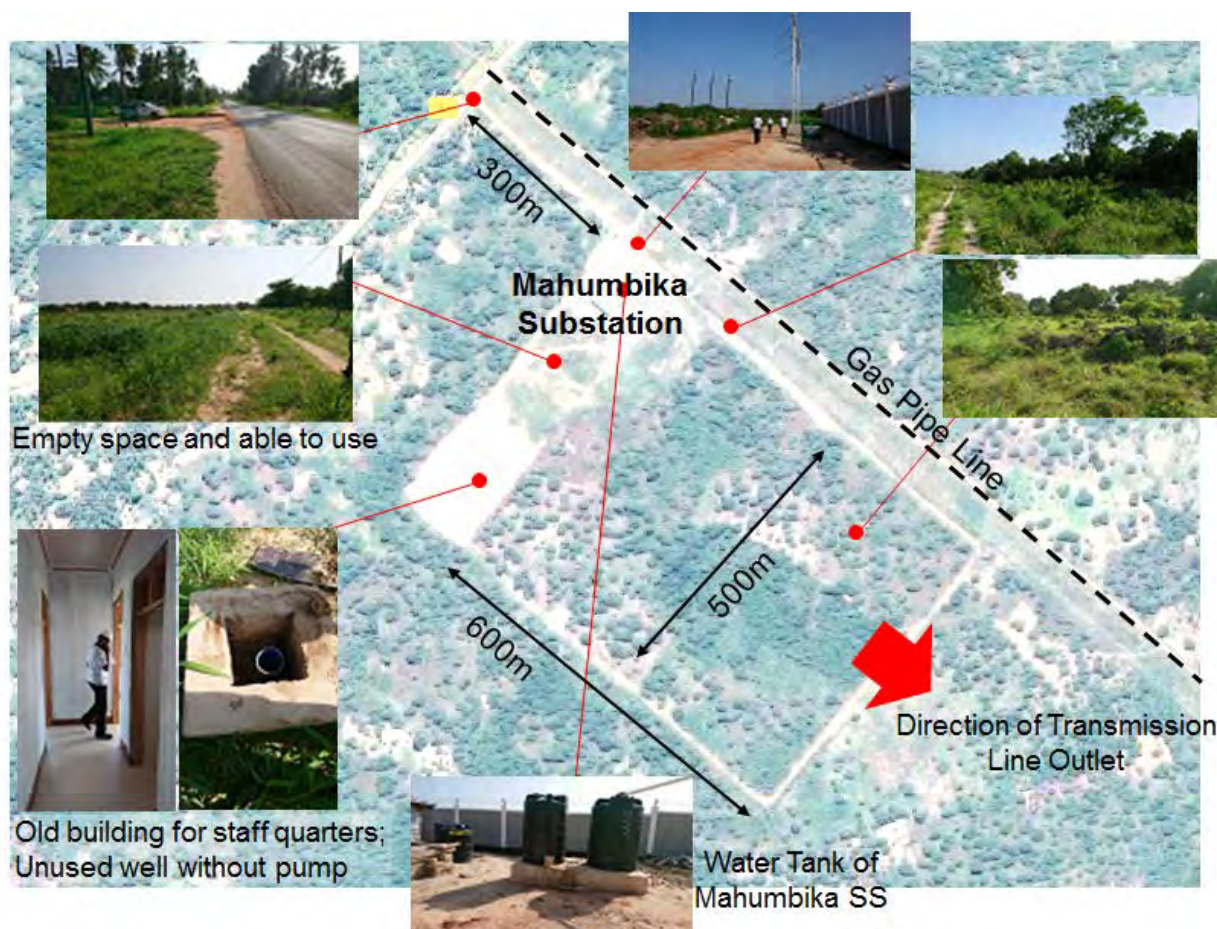 300m
Mahumbika
Substation
Gas Pipe Line
Empty space and able to use
500m
600m
Direction of Transmission
Line Outlet
Old building for staff quarters;
Unused well without pump
Water Tank of
Mahumbika SS